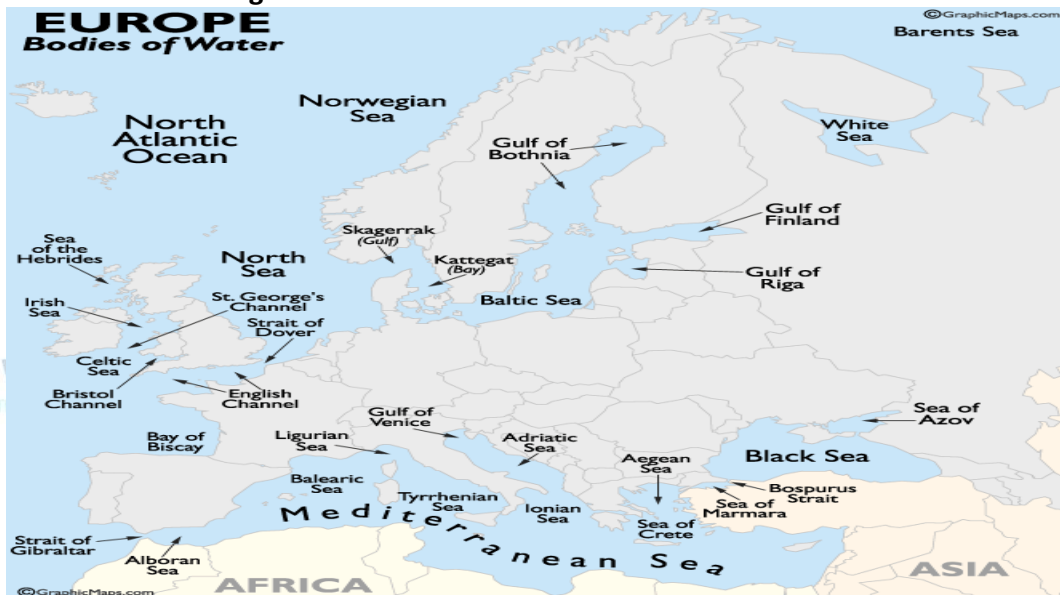 EUROPE
Bodies of Water
©GraphicMaps.com
Barents Sea
Norwegian
Sea
North
Atlantic
Ocean
White
Sea
Gulf of
Bothnia
Gulf of
Finland
Skagerrak
(Gulf)
Sea
of the
Hebrides
North
Sea
Kattegat
(Bay)
Gulf of
Riga
Baltic Sea
St. George's
Channel
Irish
Sea
Strait of
Dover
Celtic
Sea
Bristol
Channel
English
Channel
Gulf of
Venice
Sea of
Azov
Bay of
Biscay
Ligurian
Sea
Adriatic
Sea
Black Sea
Aegean
Sea
Balearic
Sea
Tyrrhenian
Sea
Ionian
Sea
Bospurus
Strait
Sea of
Marmara
Sea of
Crete
Mediterranean Sea
Strait of
Gibraltar
Alboran
Sea
AFRICA
ASIA
©GraphicMaps.com